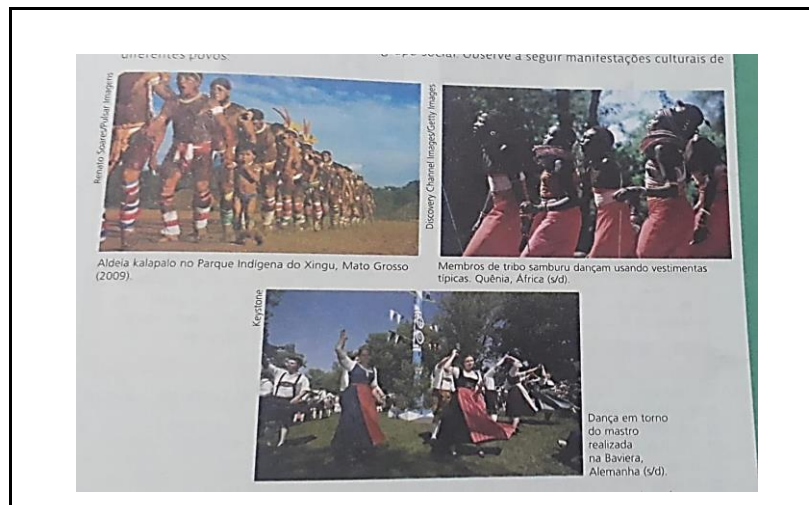 diferentes povos.
social. Observe a seguir manifestações culturais de
Renato Soares/Pulsar Imagens
Aldeia kalapalo no Parque Indígena do Xingu, Mato Grosso
(2009).
Discovery Channel Images/Getty Images
Membros de tribo samburu dançam usando vestimentas
típicas. Quênia, África (s/d).
Keystone
Dança em torno
do mastro
realizada
na Baviera,
Alemanha (s/d).